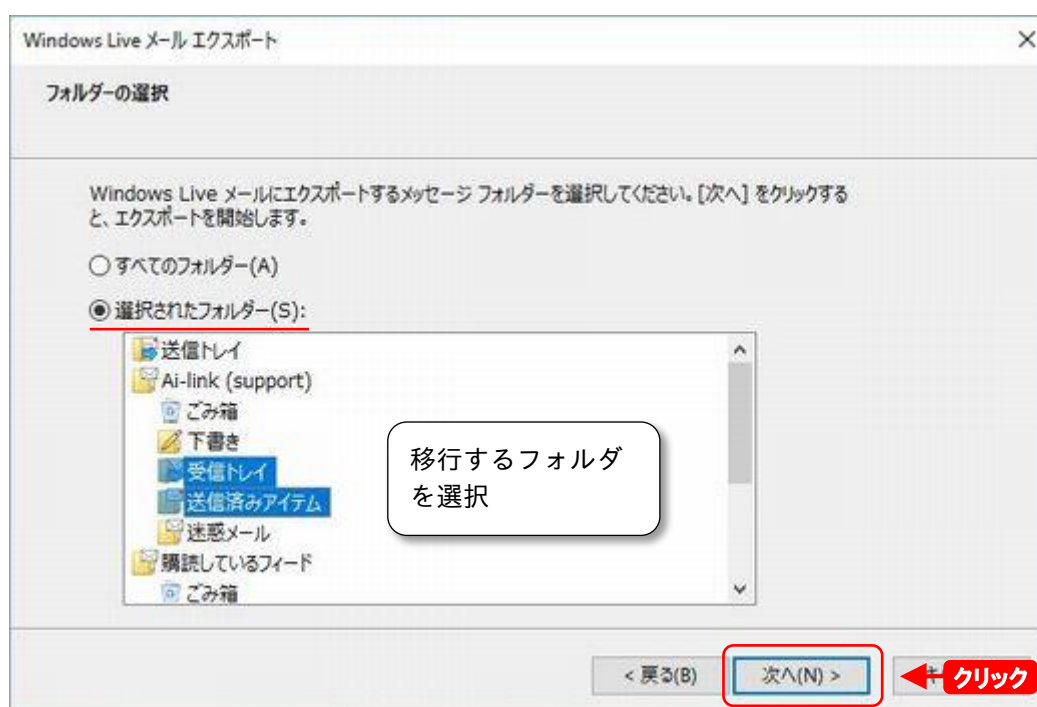 Windows Live メール エクスポート
フォルダーの選択
Windows Live メールにエクスポートするメッセージ フォルダーを選択してください。[次へ] をクリックする
と、エクスポートを開始します。
すべてのフォルダー(A)
選択されたフォルダー(S):
送信トレイ
Ai-link (support)
ごみ箱
下書き
受信トレイ
送信済みアイテム
迷惑メール
購読しているフィード
ごみ箱
移行するフォルダ
を選択
< 戻る(B)
次へ(N) >
クリック